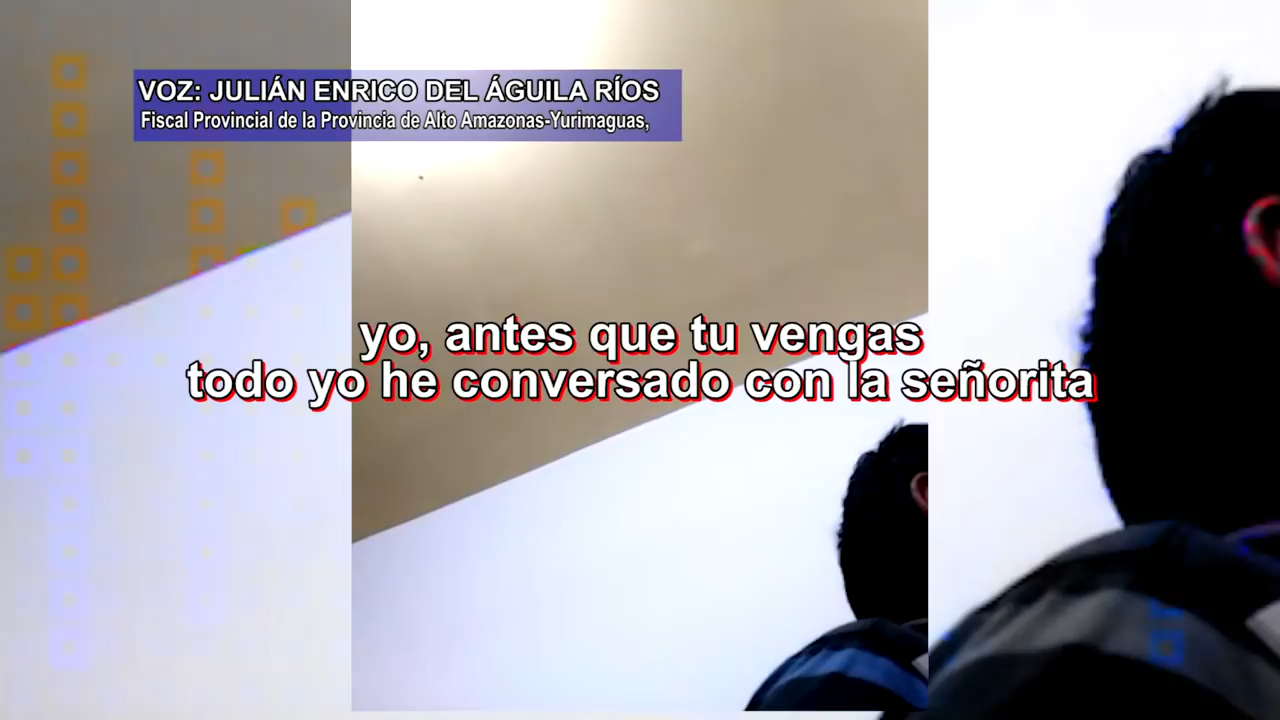 VOZ: JULIÁN ENRICO DEL ÁGUILA RÍOS
Fiscal Provincial de la Provincia de Alto Amazonas-Yurimaguas,
yo, antes que tu vengas
todo yo he conversado con la señorita